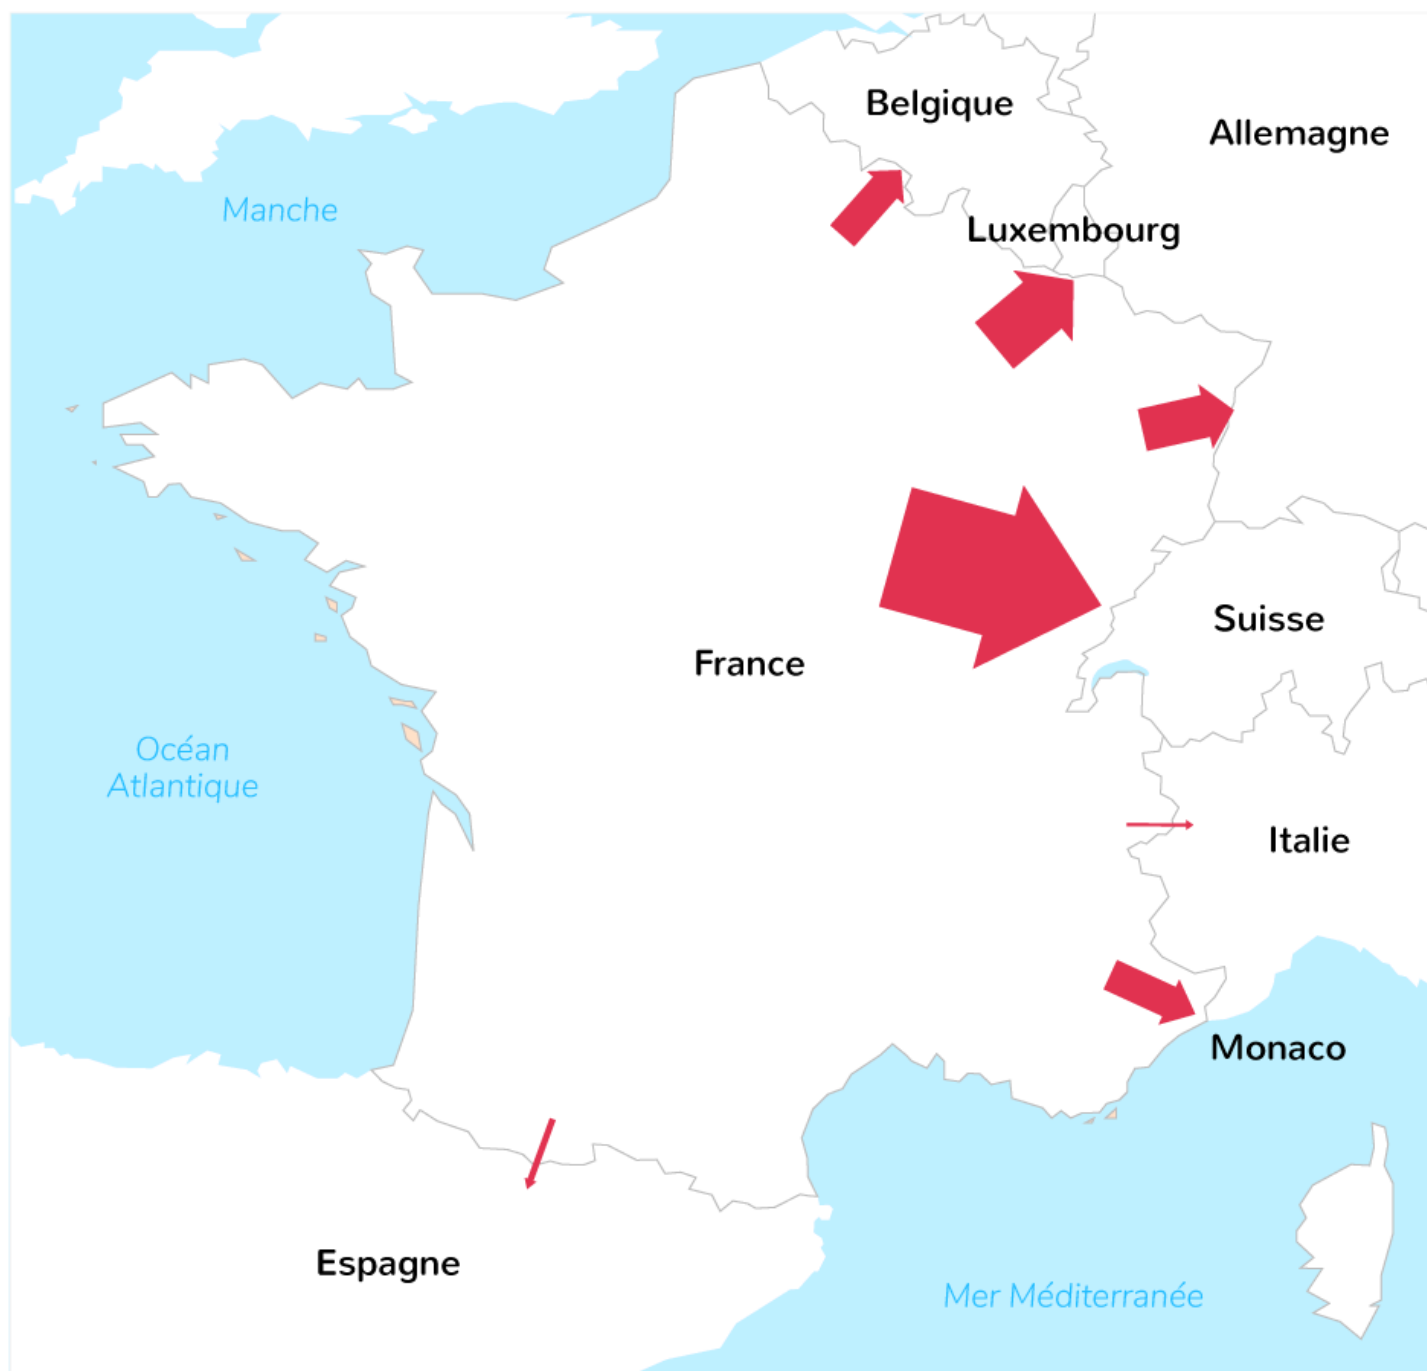 Belgique
Allemagne
Manche
Luxembourg
Suisse
France
Océan
Atlantique
Italie
Monaco
Espagne
Mer Méditerranée